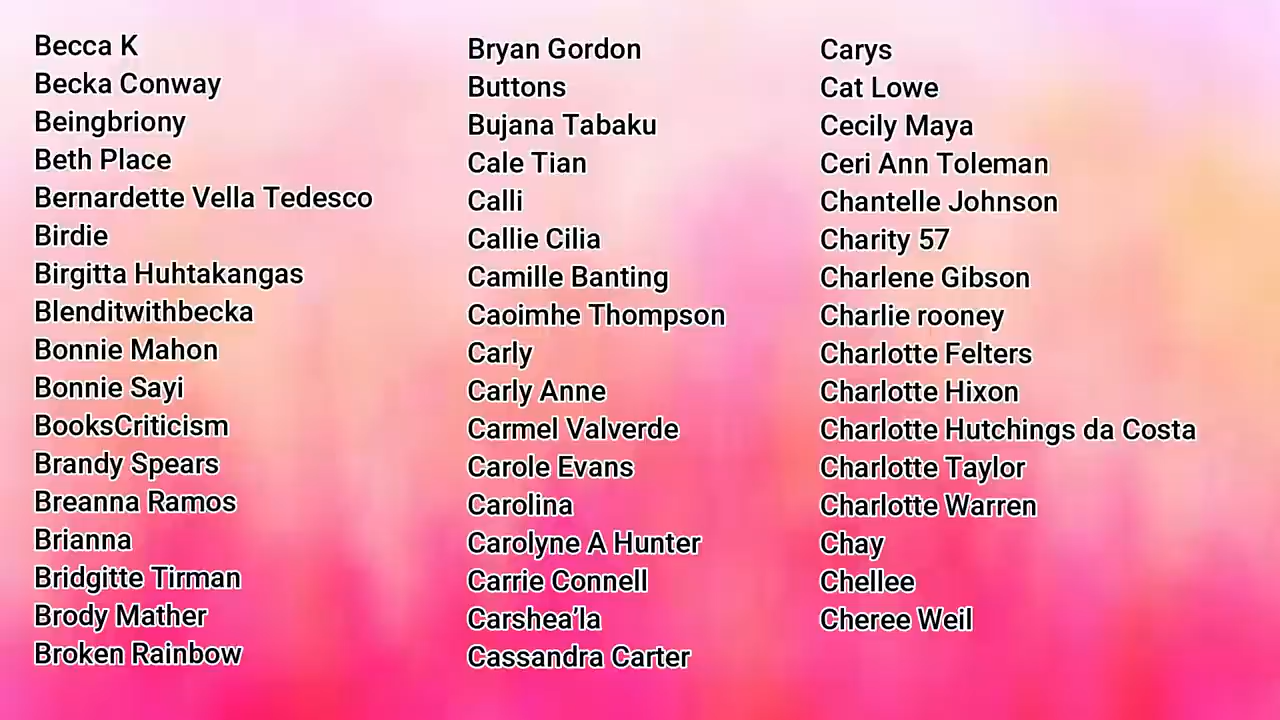 Becca K
Becka Conway
Beingbriony
Beth Place
Bernardette Vella Tedesco
Birdie
Birgitta Huhtakangas
Blenditwithbecka
Bonnie Mahon
Bonnie Sayi
BooksCriticism
Brandy Spears
Breanna Ramos
Brianna
Bridgitte Tirman
Brody Mather
Broken Rainbow
Bryan Gordon
Buttons
Bujana Tabaku
Cale Tian
Calli
Callie Cilia
Camille Banting
Caoimhe Thompson
Carly
Carly Anne
Carmel Valverde
Carole Evans
Carolina
Carolyne A Hunter
Carrie Connell
Carshea’la
Cassandra Carter
Carys
Cat Lowe
Cecily Maya
Ceri Ann Toleman
Chantelle Johnson
Charity 57
Charlene Gibson
Charlie rooney
Charlotte Felters
Charlotte Hixon
Charlotte Hutchings da Costa
Charlotte Taylor
Charlotte Warren
Chay
Chellee
Cheree Weil